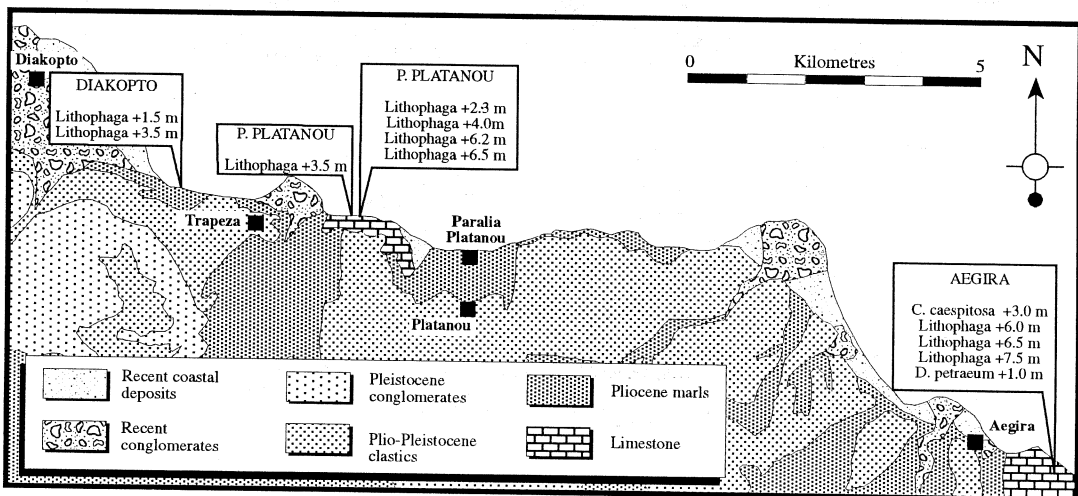 Diakopto
DIAKOPTO
Lithophaga +1.5 m
Lithophaga +3.5 m
P. PLATANOU
Lithophaga +3.5 m
P. PLATANOU
Lithophaga +2.3 m
Lithophaga +4.0m
Lithophaga +6.2 m
Lithophaga +6.5 m
0 Kilometres 5
N
Trapeza
Paralia
Platanou
Platanou
AEGIRA
C. caespitosa +3.0 m
Lithophaga +6.0 m
Lithophaga +6.5 m
Lithophaga +7.5 m
D. petraeum +1.0 m
Aegira
Recent coastal
deposits
Recent
conglomerates
Pleistocene
conglomerates
Plio-Pleistocene
clastics
Pliocene marls
Limestone